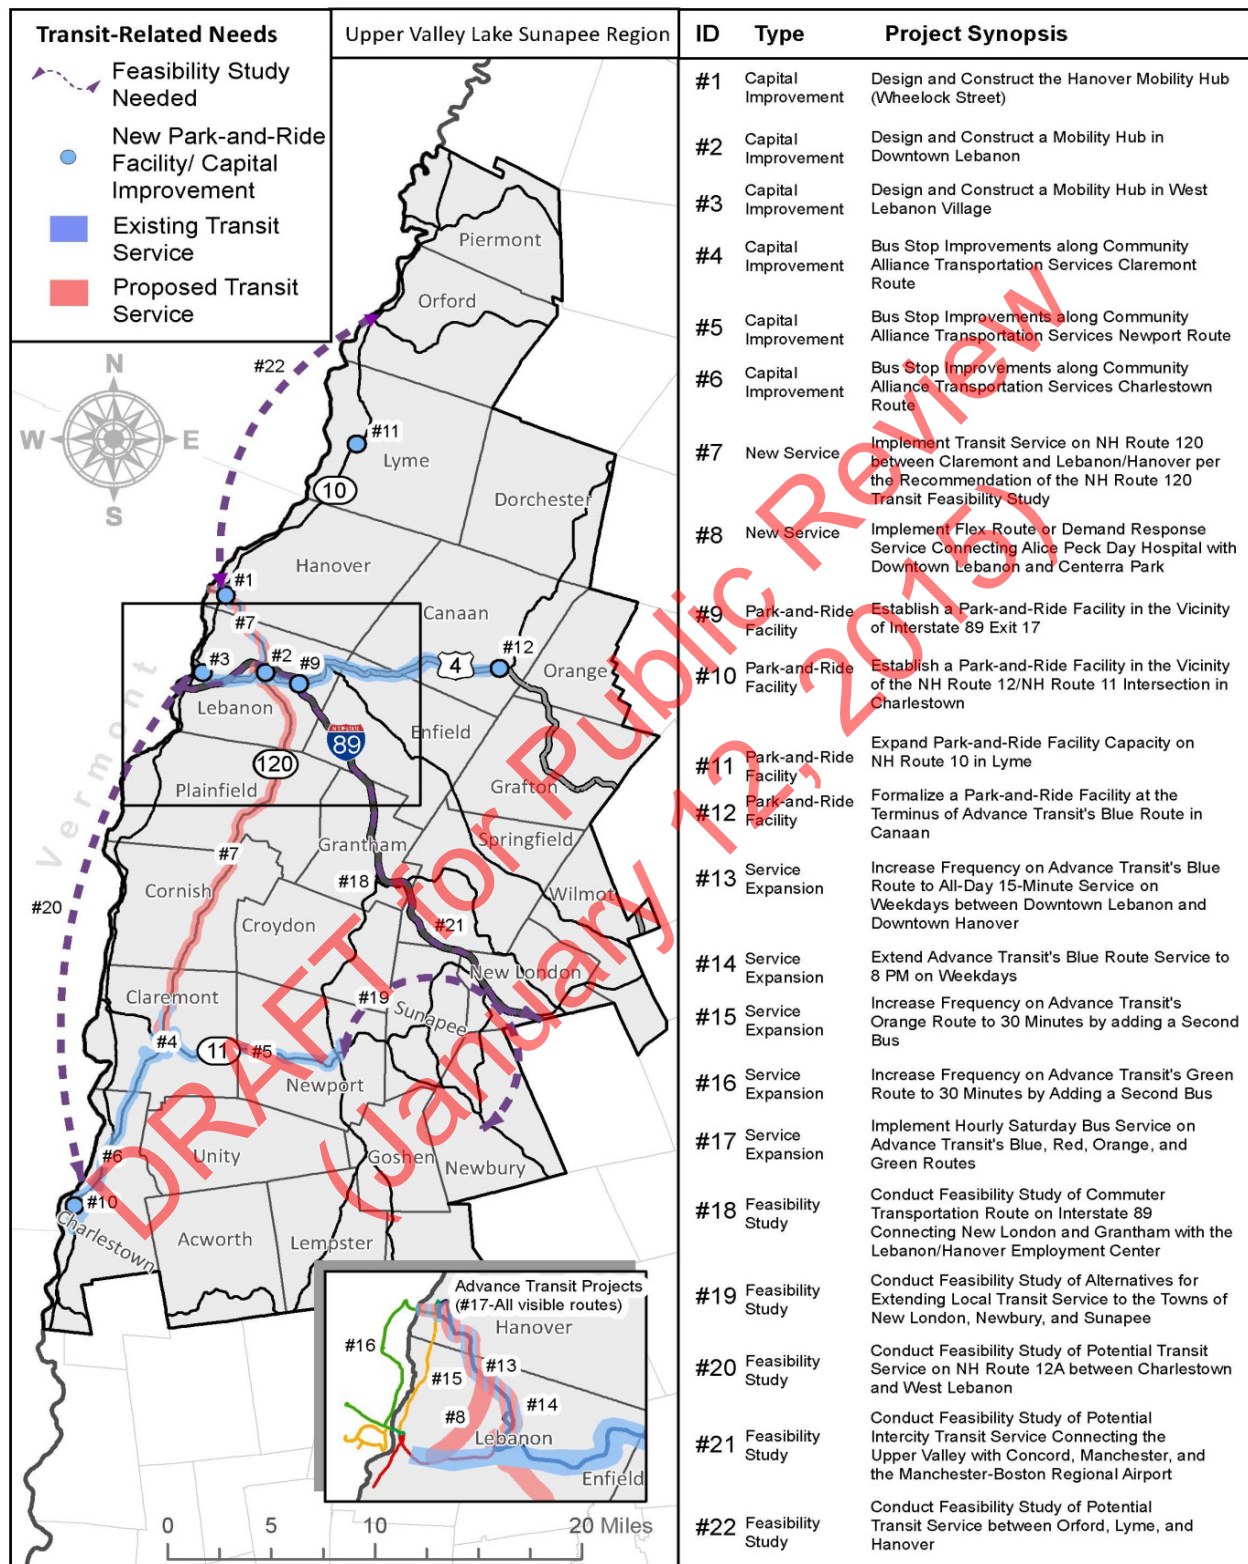 Transit-Related Needs
Feasibility Study
Needed
New Park-and-Ride
Facility/ Capital
Improvement
Existing Transit
Service
Proposed Transit
Service
Upper Valley Lake Sunapee Region
N
W
E
S
Vermont
Piermont
Orford
#22
#11
Lyme
10
Dorchester
Hanover
#1
#7
Canaan
#3
#2
#9
4
#12
Orange
Lebanon
INTERSTATE
89
Enfield
120
Plainfield
Grafton
Springfield
Grantham
#7
#18
Cornish
Wilmot
#20
Croydon
#21
New London
Claremont
#19
Sunapee
#4
11
#5
Newport
#6
Unity
Goshen
Newbury
#10
Charlestown
Acworth
Lempster
Advance Transit Projects
(#17-All visible routes)
Hanover
#16
#13
#15
#14
#8
Lebanon
Enfield
0 5 10 20 Miles
ID Type Project Synopsis
#1 Capital Improvement
Design and Construct the Hanover Mobility Hub
(Wheelock Street)
#2 Capital Improvement
Design and Construct a Mobility Hub in
Downtown Lebanon
#3 Capital Improvement
Design and Construct a Mobility Hub in West
Lebanon Village
#4 Capital Improvement
Bus Stop Improvements along Community
Alliance Transportation Services Claremont
Route
#5 Capital Improvement
Bus Stop Improvements along Community
Alliance Transportation Services Newport Route
#6 Capital Improvement
Bus Stop Improvements along Community
Alliance Transportation Services Charlestown
Route
#7 New Service
Implement Transit Service on NH Route 120
between Claremont and Lebanon/Hanover per
the Recommendation of the NH Route 120
Transit Feasibility Study
#8 New Service
Implement Flex Route or Demand Response
Service Connecting Alice Peck Day Hospital with
Downtown Lebanon and Centerra Park
#9 Park-and-Ride Facility
Establish a Park-and-Ride Facility in the Vicinity
of Interstate 89 Exit 17
#10 Park-and-Ride Facility
Establish a Park-and-Ride Facility in the Vicinity
of the NH Route 12/NH Route 11 Intersection in
Charlestown
#11 Park-and-Ride Facility
Expand Park-and-Ride Facility Capacity on
NH Route 10 in Lyme
#12 Park-and-Ride Facility
Formalize a Park-and-Ride Facility at the
Terminus of Advance Transit's Blue Route in
Canaan
#13 Service Expansion
Increase Frequency on Advance Transit's Blue
Route to All-Day 15-Minute Service on
Weekdays between Downtown Lebanon and
Downtown Hanover
#14 Service Expansion
Extend Advance Transit's Blue Route Service to
8 PM on Weekdays
#15 Service Expansion
Increase Frequency on Advance Transit's
Orange Route to 30 Minutes by adding a Second
Bus
#16 Service Expansion
Increase Frequency on Advance Transit's Green
Route to 30 Minutes by Adding a Second Bus
#17 Service Expansion
Implement Hourly Saturday Bus Service on
Advance Transit's Blue, Red, Orange, and
Green Routes
#18 Feasibility Study
Conduct Feasibility Study of Commuter
Transportation Route on Interstate 89
Connecting New London and Grantham with the
Lebanon/Hanover Employment Center
#19 Feasibility Study
Conduct Feasibility Study of Alternatives for
Extending Local Transit Service to the Towns of
New London, Newbury, and Sunapee
#20 Feasibility Study
Conduct Feasibility Study of Potential Transit
Service on NH Route 12A between Charlestown
and West Lebanon
#21 Feasibility Study
Conduct Feasibility Study of Potential
Intercity Transit Service Connecting the
Upper Valley with Concord, Manchester, and
the Manchester-Boston Regional Airport
#22 Feasibility Study
Conduct Feasibility Study of Potential
Transit Service between Orford, Lyme, and
Hanover
DRAFT for Public Review
(January 12, 2015)